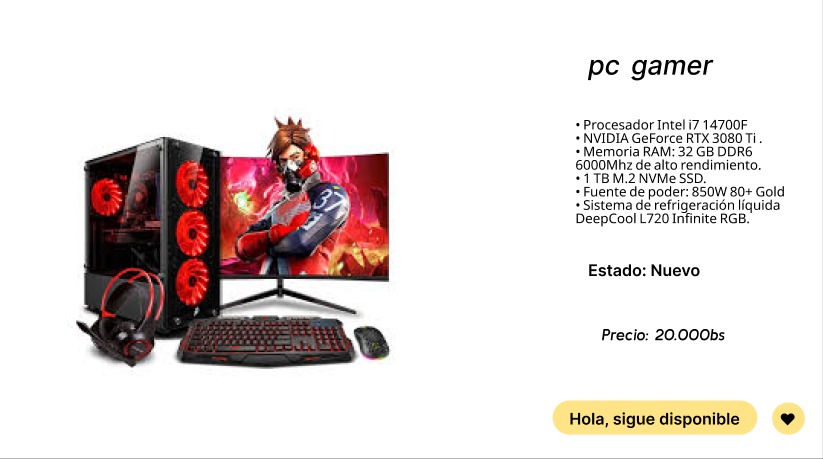 pc gamer
• Procesador Intel i7 14700F
• NVIDIA GeForce RTX 3080 Ti .
• Memoria RAM: 32 GB DDR6
6000Mhz de alto rendimiento.
• 1 TB M.2 NVMe SSD.
• Fuente de poder: 850W 80+ Gold
• Sistema de refrigeración líquida
DeepCool L720 Infinite RGB.
37
Estado: Nuevo
Precio: 20.000bs
Hola, sigue disponible